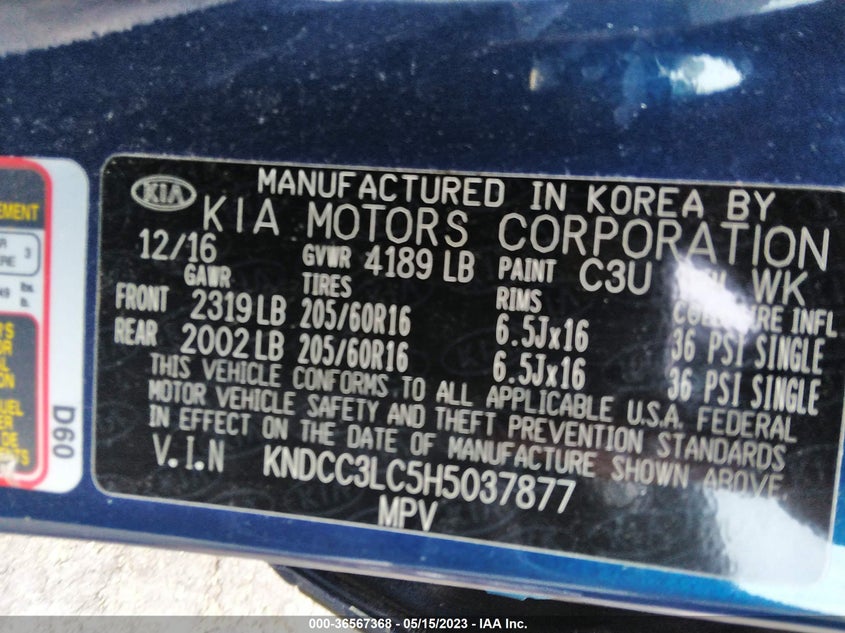 KIA
MANUFACTURED IN KOREA BY
KIA MOTORS CORPORATION
12/16 GVWR 4189 LB PAINT C3U WK
GAWR TIRES RIMS COLD TIRE INFL
FRONT 2319 LB 205/60R16 6.5Jx16 36 PSI SINGLE
REAR 2002 LB 205/60R16 6.5Jx16 36 PSI SINGLE
THIS VEHICLE CONFORMS TO ALL APPLICABLE U.S.A. FEDERAL
MOTOR VEHICLE SAFETY AND THEFT PREVENTION STANDARDS
IN EFFECT ON THE DATE OF MANUFACTURE SHOWN ABOVE.
V.I.N KNDCC3LC5H5037877
MPV
D60
000-36567368 - 05/15/2023 - IAA Inc.